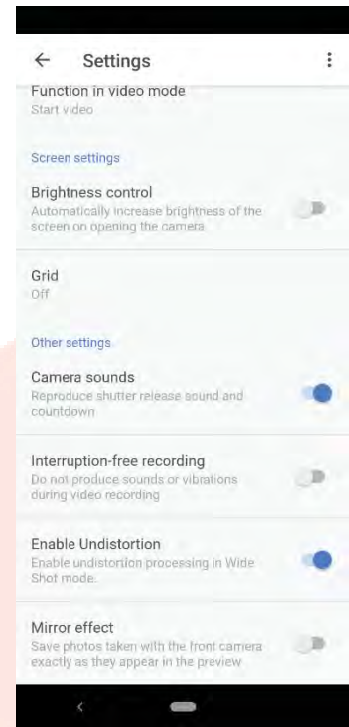 Settings
Function in video mode
Start video
Screen settings
Brightness control
Automatically increase brightness of the
screen on opening the camera
Grid
Off
Other settings
Camera sounds
Reproduce shutter release sound and
countdown
Interruption-free recording
Do not produce sounds or vibrations
during video recording
Enable Undistortion
Enable undistortion processing in Wide
Shot mode.
Mirror effect
Save photos taken with the front camera
exactly as they appear in the preview